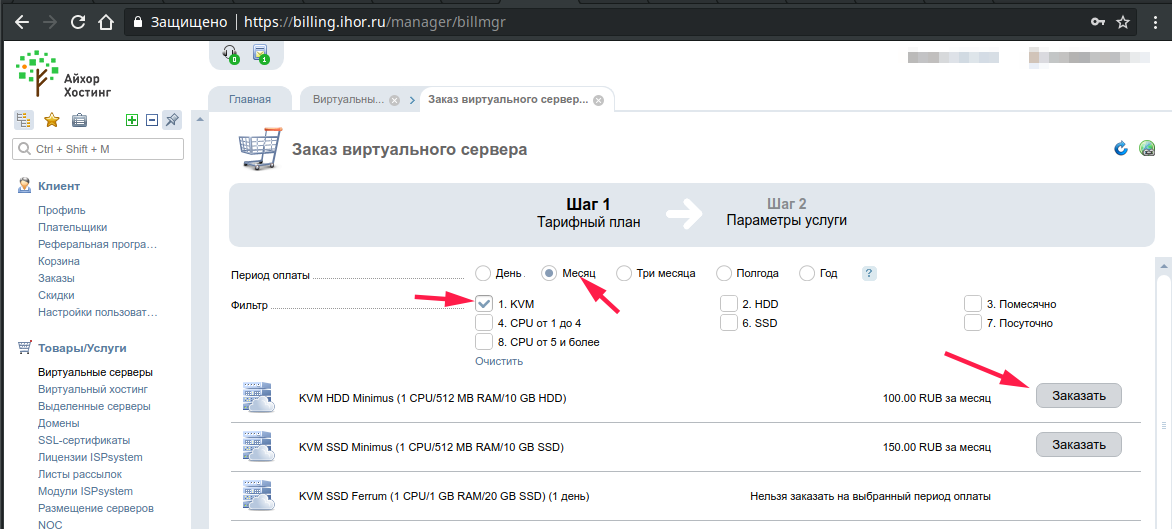 Защищено https://billing.ihor.ru/manager/billmgr
Айхор
Хостинг
0 1
Главная Виртуальны... Заказ виртуального сервер...
Ctrl + Shift + M
Заказ виртуального сервера
Шаг 1
Тарифный план
Шаг 2
Параметры услуги
Клиент
Профиль
Плательщики
Реферальная програ...
Корзина
Заказы
Скидки
Настройки пользоват...
Товары/Услуги
Виртуальные серверы
Виртуальный хостинг
Выделенные серверы
Домены
SSL-сертификаты
Лицензии ISPsystem
Листы рассылок
Модули ISPsystem
Размещение серверов
NOC
Период оплаты День Месяц Три месяца Полгода Год ?
Фильтр 1. KVM 2. HDD 3. Помесячно
4. CPU от 1 до 4 6. SSD 7. Посуточно
8. CPU от 5 и более
Очистить
KVM HDD Minimus (1 CPU/512 MB RAM/10 GB HDD) 100.00 RUB за месяц Заказать
KVM SSD Minimus (1 CPU/512 MB RAM/10 GB SSD) 150.00 RUB за месяц Заказать
KVM SSD Ferrum (1 CPU/1 GB RAM/20 GB SSD) (1 день) Нельзя заказать на выбранный период оплаты